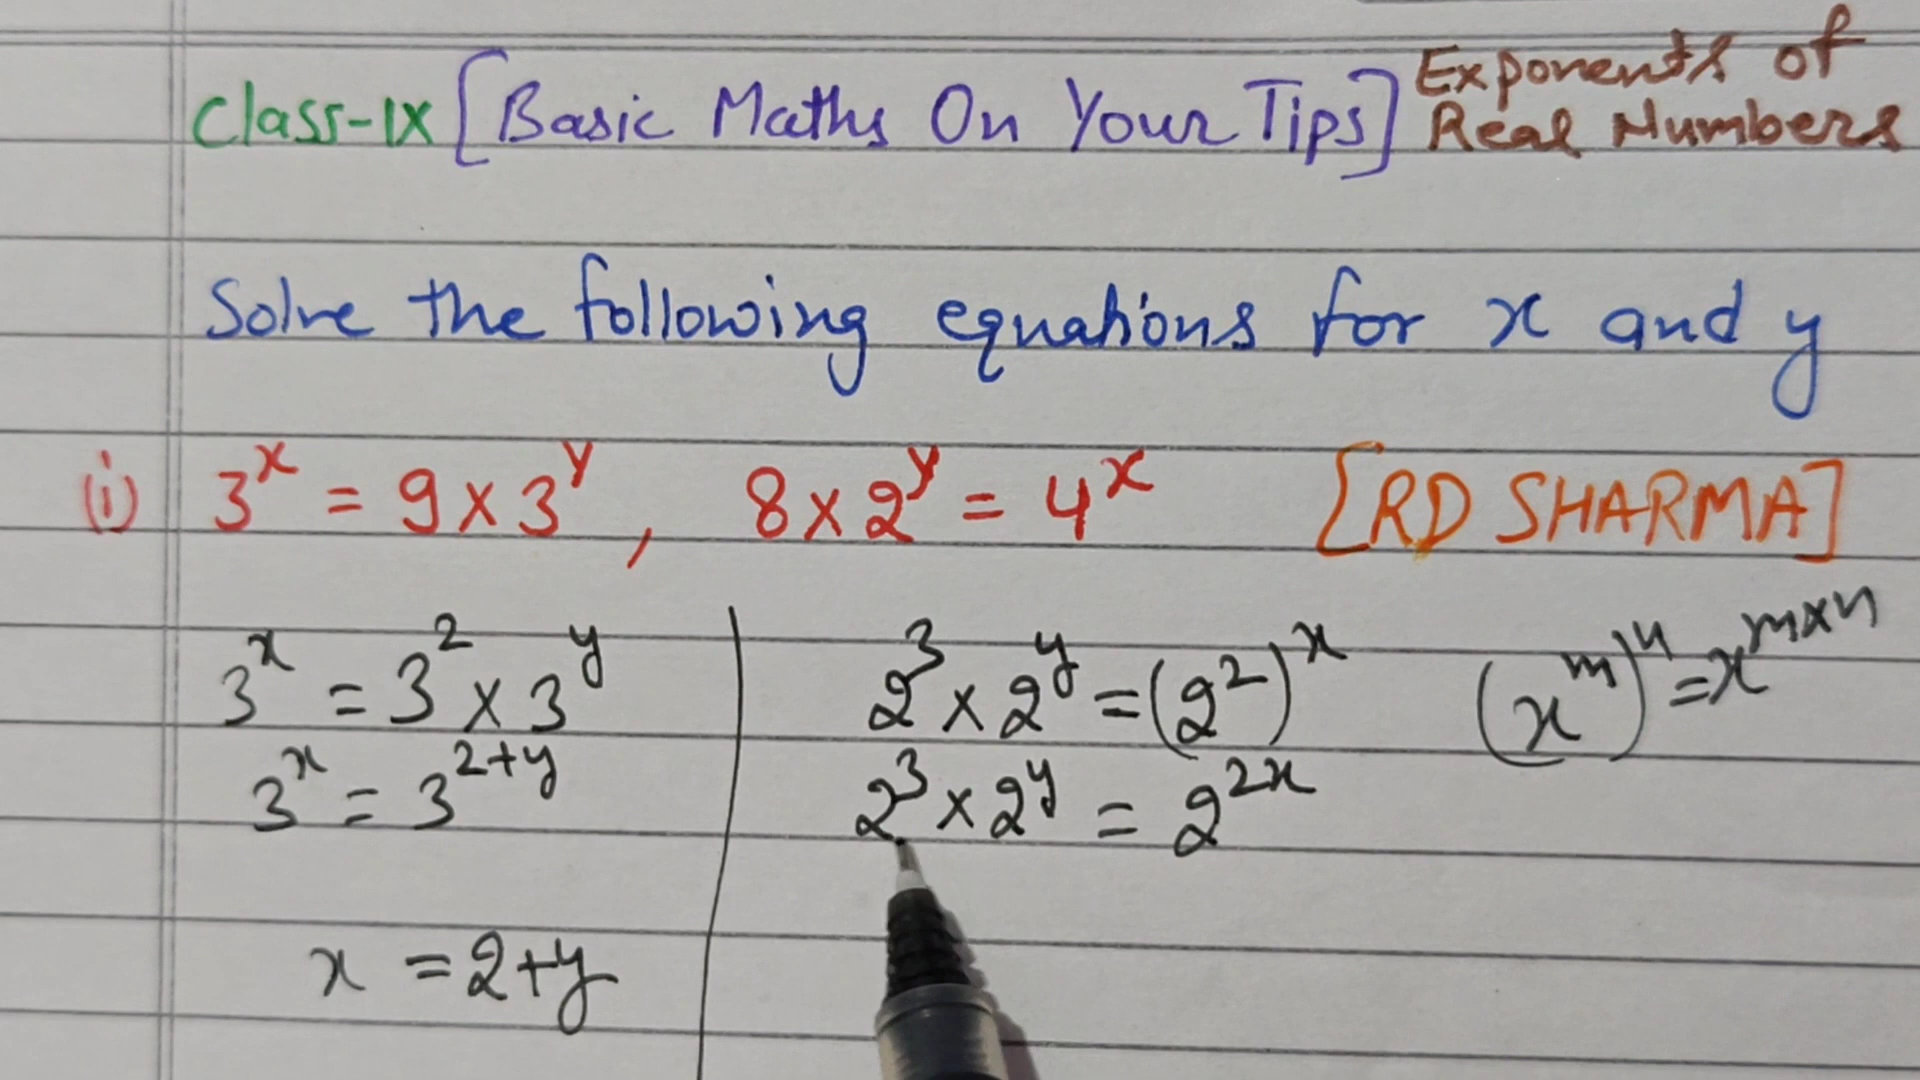 Class-IX [Basic Maths On Your Tips] Exponents of Real Numbers
Solve the following equations for x and y
(i) 3^x = 9 × 3^y , 8 × 2^y = 4^x [RD SHARMA]
3^x = 3^2 × 3^y
3^x = 3^{2+y}
x = 2+y
2^3 × 2^y = (2^2)^x
2^3 × 2^y = 2^{2x}
(x^m)^n = x^{m×n}